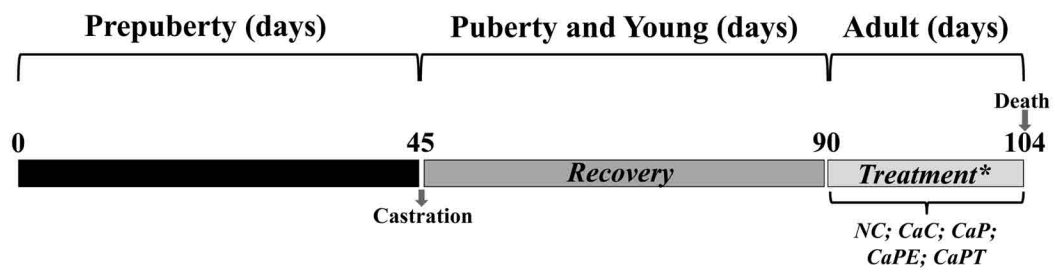 Prepuberty (days)
Puberty and Young (days)
Adult (days)
Death
0
45
90
104
Recovery
Treatment*
Castration
NC; CaC; CaP;
CaPE; CaPT